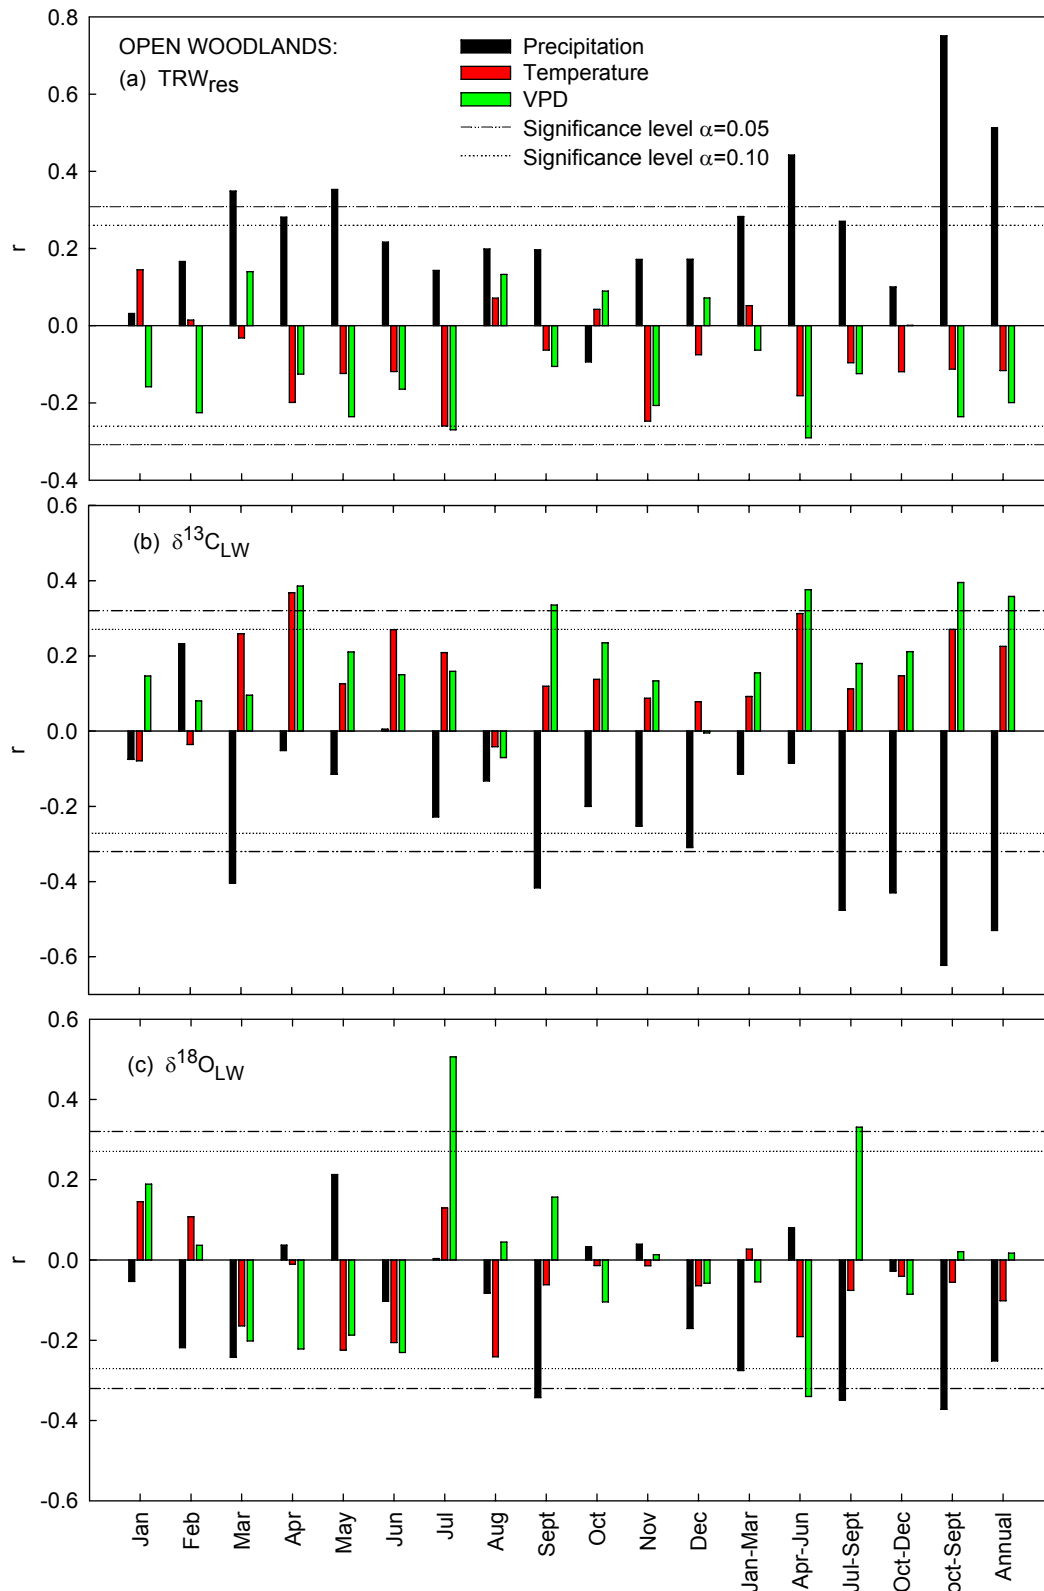 OPEN WOODLANDS:
(a) TRWres
Precipitation
Temperature
VPD
Significance level α=0.05
Significance level α=0.10
0.8
0.6
0.4
0.2
0.0
-0.2
-0.4
r
(b) δ13CLW
0.6
0.4
0.2
0.0
-0.2
-0.4
-0.6
r
(c) δ18OLW
0.6
0.4
0.2
0.0
-0.2
-0.4
-0.6
r
Jan
Feb
Mar
Apr
May
Jun
Jul
Aug
Sept
Oct
Nov
Dec
Jan-Mar
Apr-Jun
Jul-Sept
Oct-Dec
oct-Sept
Annual